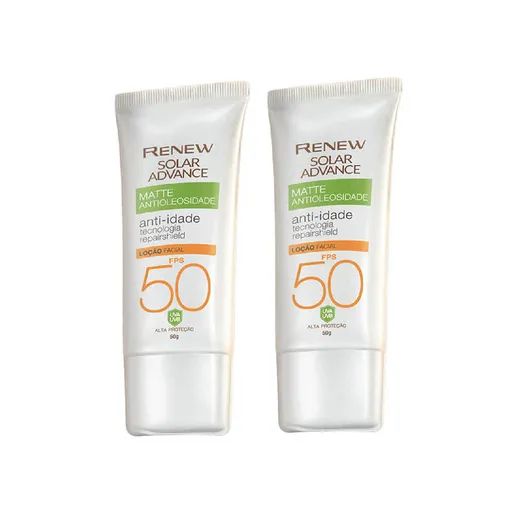 RENEW
SOLAR
ADVANCE
MATTE
ANTIOLEOSIDADE
anti-idade
tecnologia
repairshield
LOÇÃO FACIAL
FPS
50
UVA
UVB
ALTA PROTEÇÃO
50g
RENEW
SOLAR
ADVANCE
MATTE
ANTIOLEOSIDADE
anti-idade
tecnologia
repairshield
LOÇÃO FACIAL
FPS
50
UVA
UVB
ALTA PROTEÇÃO
50g